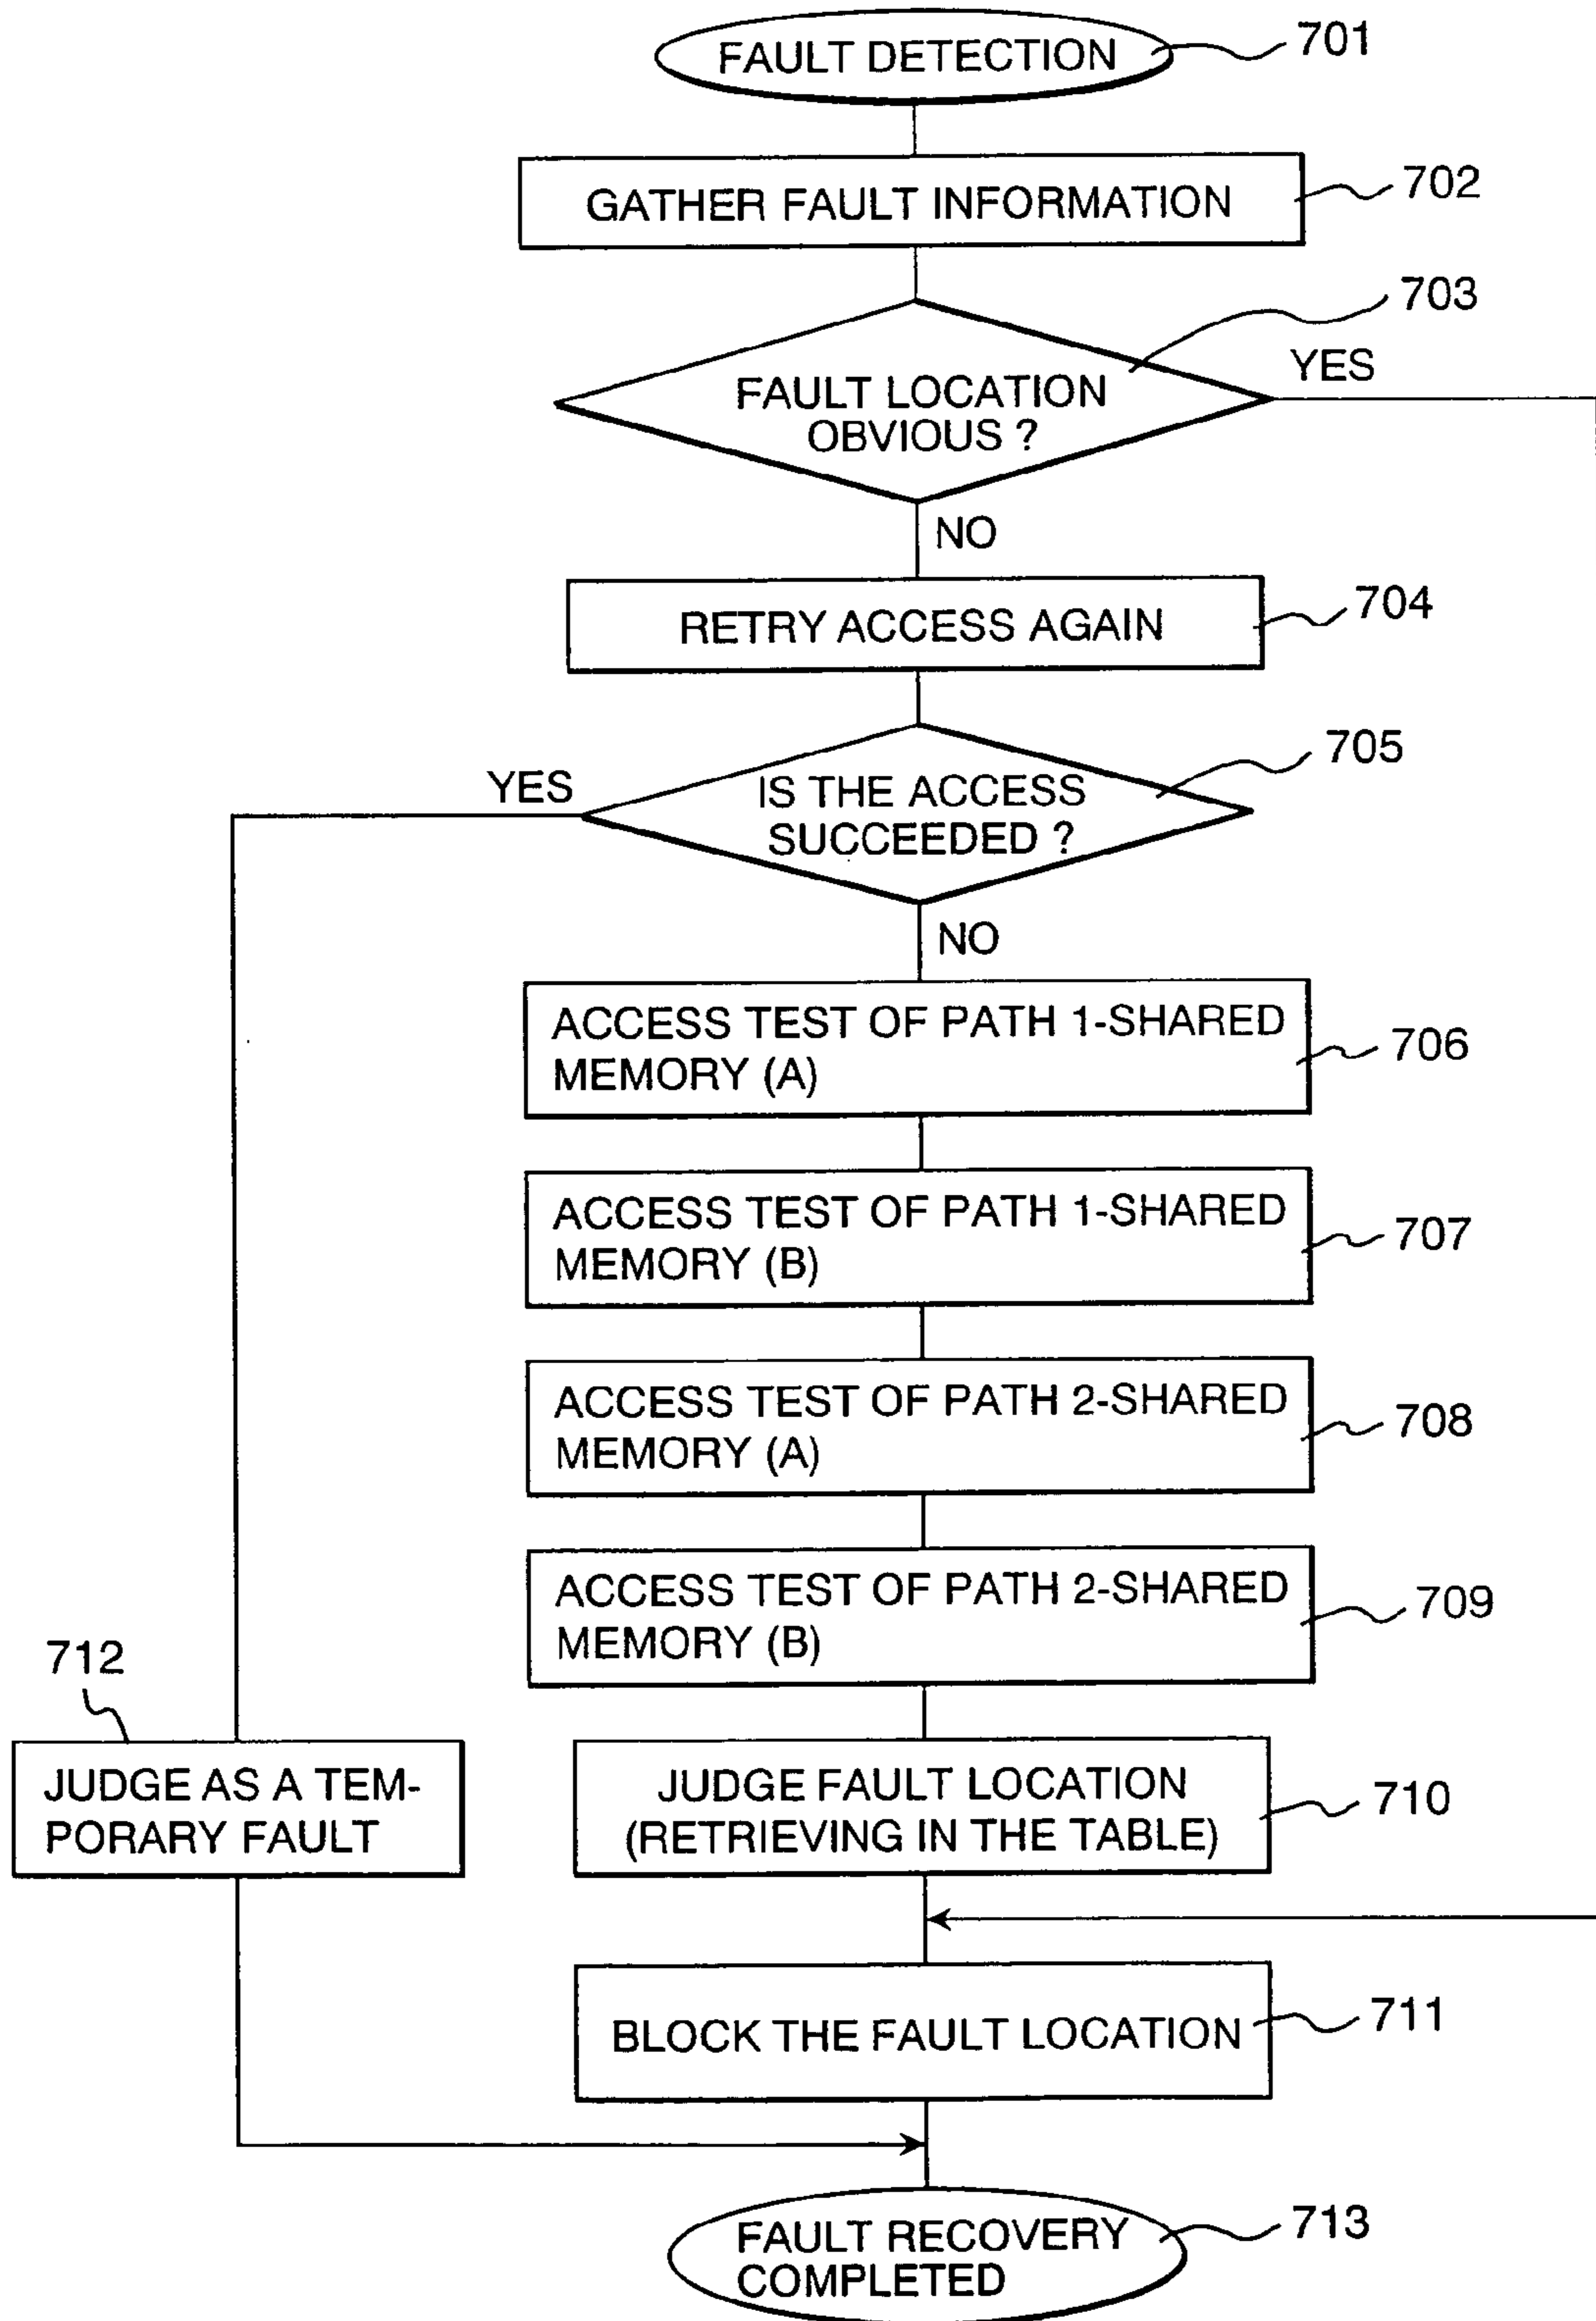 FAULT DETECTION
701
GATHER FAULT INFORMATION
702
703
FAULT LOCATION
OBVIOUS ?
YES
NO
RETRY ACCESS AGAIN
704
705
YES
IS THE ACCESS
SUCCEEDED ?
NO
ACCESS TEST OF PATH 1-SHARED
MEMORY (A)
706
ACCESS TEST OF PATH 1-SHARED
MEMORY (B)
707
ACCESS TEST OF PATH 2-SHARED
MEMORY (A)
708
ACCESS TEST OF PATH 2-SHARED
MEMORY (B)
709
712
JUDGE AS A TEM-
PORARY FAULT
JUDGE FAULT LOCATION
(RETRIEVING IN THE TABLE)
710
BLOCK THE FAULT LOCATION
711
FAULT RECOVERY
COMPLETED
713